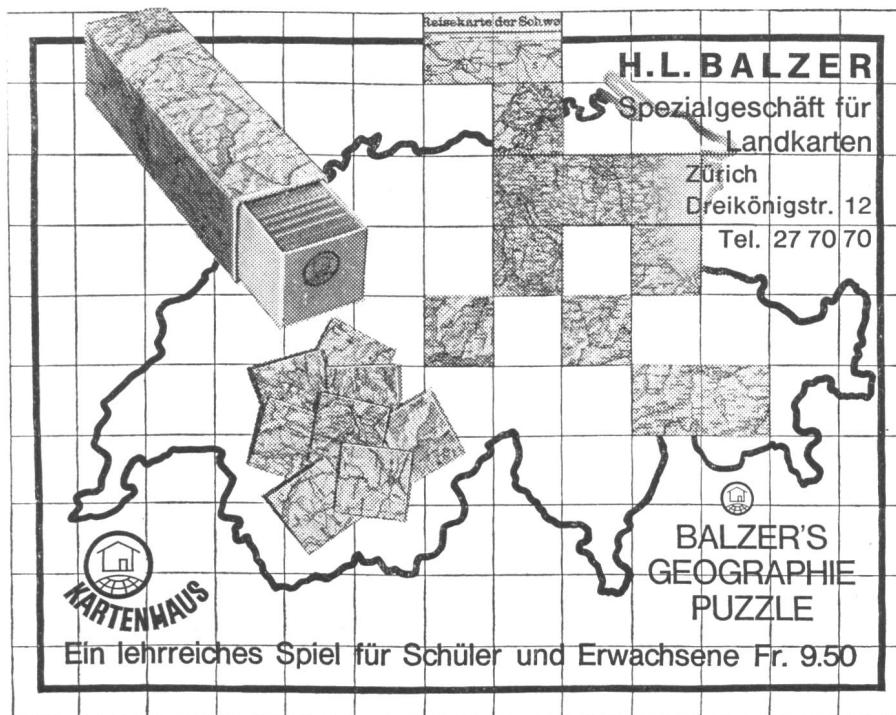 Reisekarte der Schwe
H.L.BALZER
Spezialgeschäft für
Landkarten
Zürich
Dreikönigstr. 12
Tel. 27 70 70
KARTENHAUS
BALZER'S
GEOGRAPHIE
PUZZLE
Ein lehrreiches Spiel für Schüler und Erwachsene Fr. 9.50